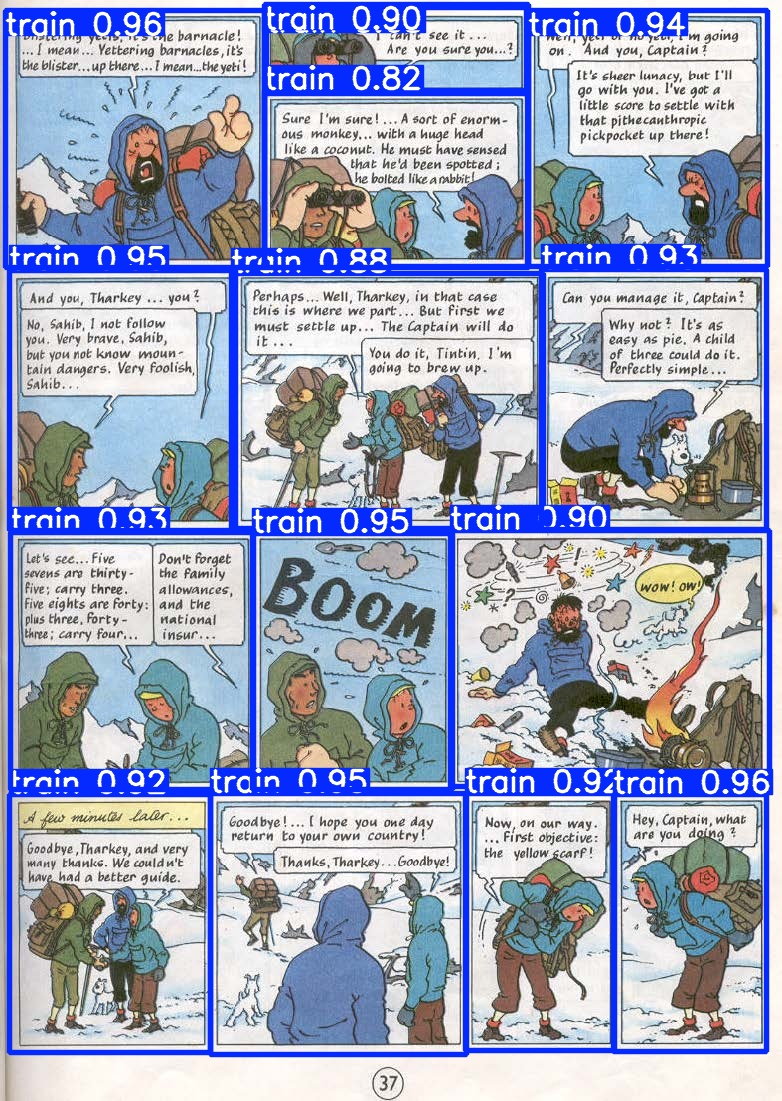 train 0.96
yetis, it's the barnacle!
... I mean... Yettering barnacles, it's
the blister... up there... I mean... the yeti!
train 0.90
I can't see it ...
Are you sure you...?
train 0.82
Sure I'm sure! ... A sort of enorm-
ous monkey... with a huge head
like a coconut. He must have sensed
that he'd been spotted ;
he bolted like a rabbit!
train 0.94
Well, yeti or no yeti, I'm going
on. And you, Captain?
It's sheer lunacy, but I'll
go with you. I've got a
little score to settle with
that pithecanthropic
pickpocket up there!
train 0.95
And you, Tharkey ... you?
No, Sahib, I not follow
you. Very brave, Sahib,
but you not know moun-
tain dangers. Very foolish,
Sahib...
train 0.88
Perhaps... Well, Tharkey, in that case
this is where we part... But first we
must settle up... The Captain will do
it ...
You do it, Tintin. I'm
going to brew up.
train 0.93
Can you manage it, Captain?
Why not? It's as
easy as pie. A child
of three could do it.
Perfectly simple...
train 0.93
Let's see... Five
sevens are thirty-
five; carry three.
Five eights are forty:
plus three, forty-
three; carry four...
Don't forget
the family
allowances,
and the
national
insur...
train 0.95
BOOM
train 0.90
WOW! OW!
train 0.92
A few minutes later...
Goodbye, Tharkey, and very
many thanks. We couldn't
have had a better guide.
train 0.95
Goodbye!... I hope you one day
return to your own country!
Thanks, Tharkey... Goodbye!
train 0.92
Now, on our way.
... First objective:
the yellow scarf!
train 0.96
Hey, Captain, what
are you doing?
37